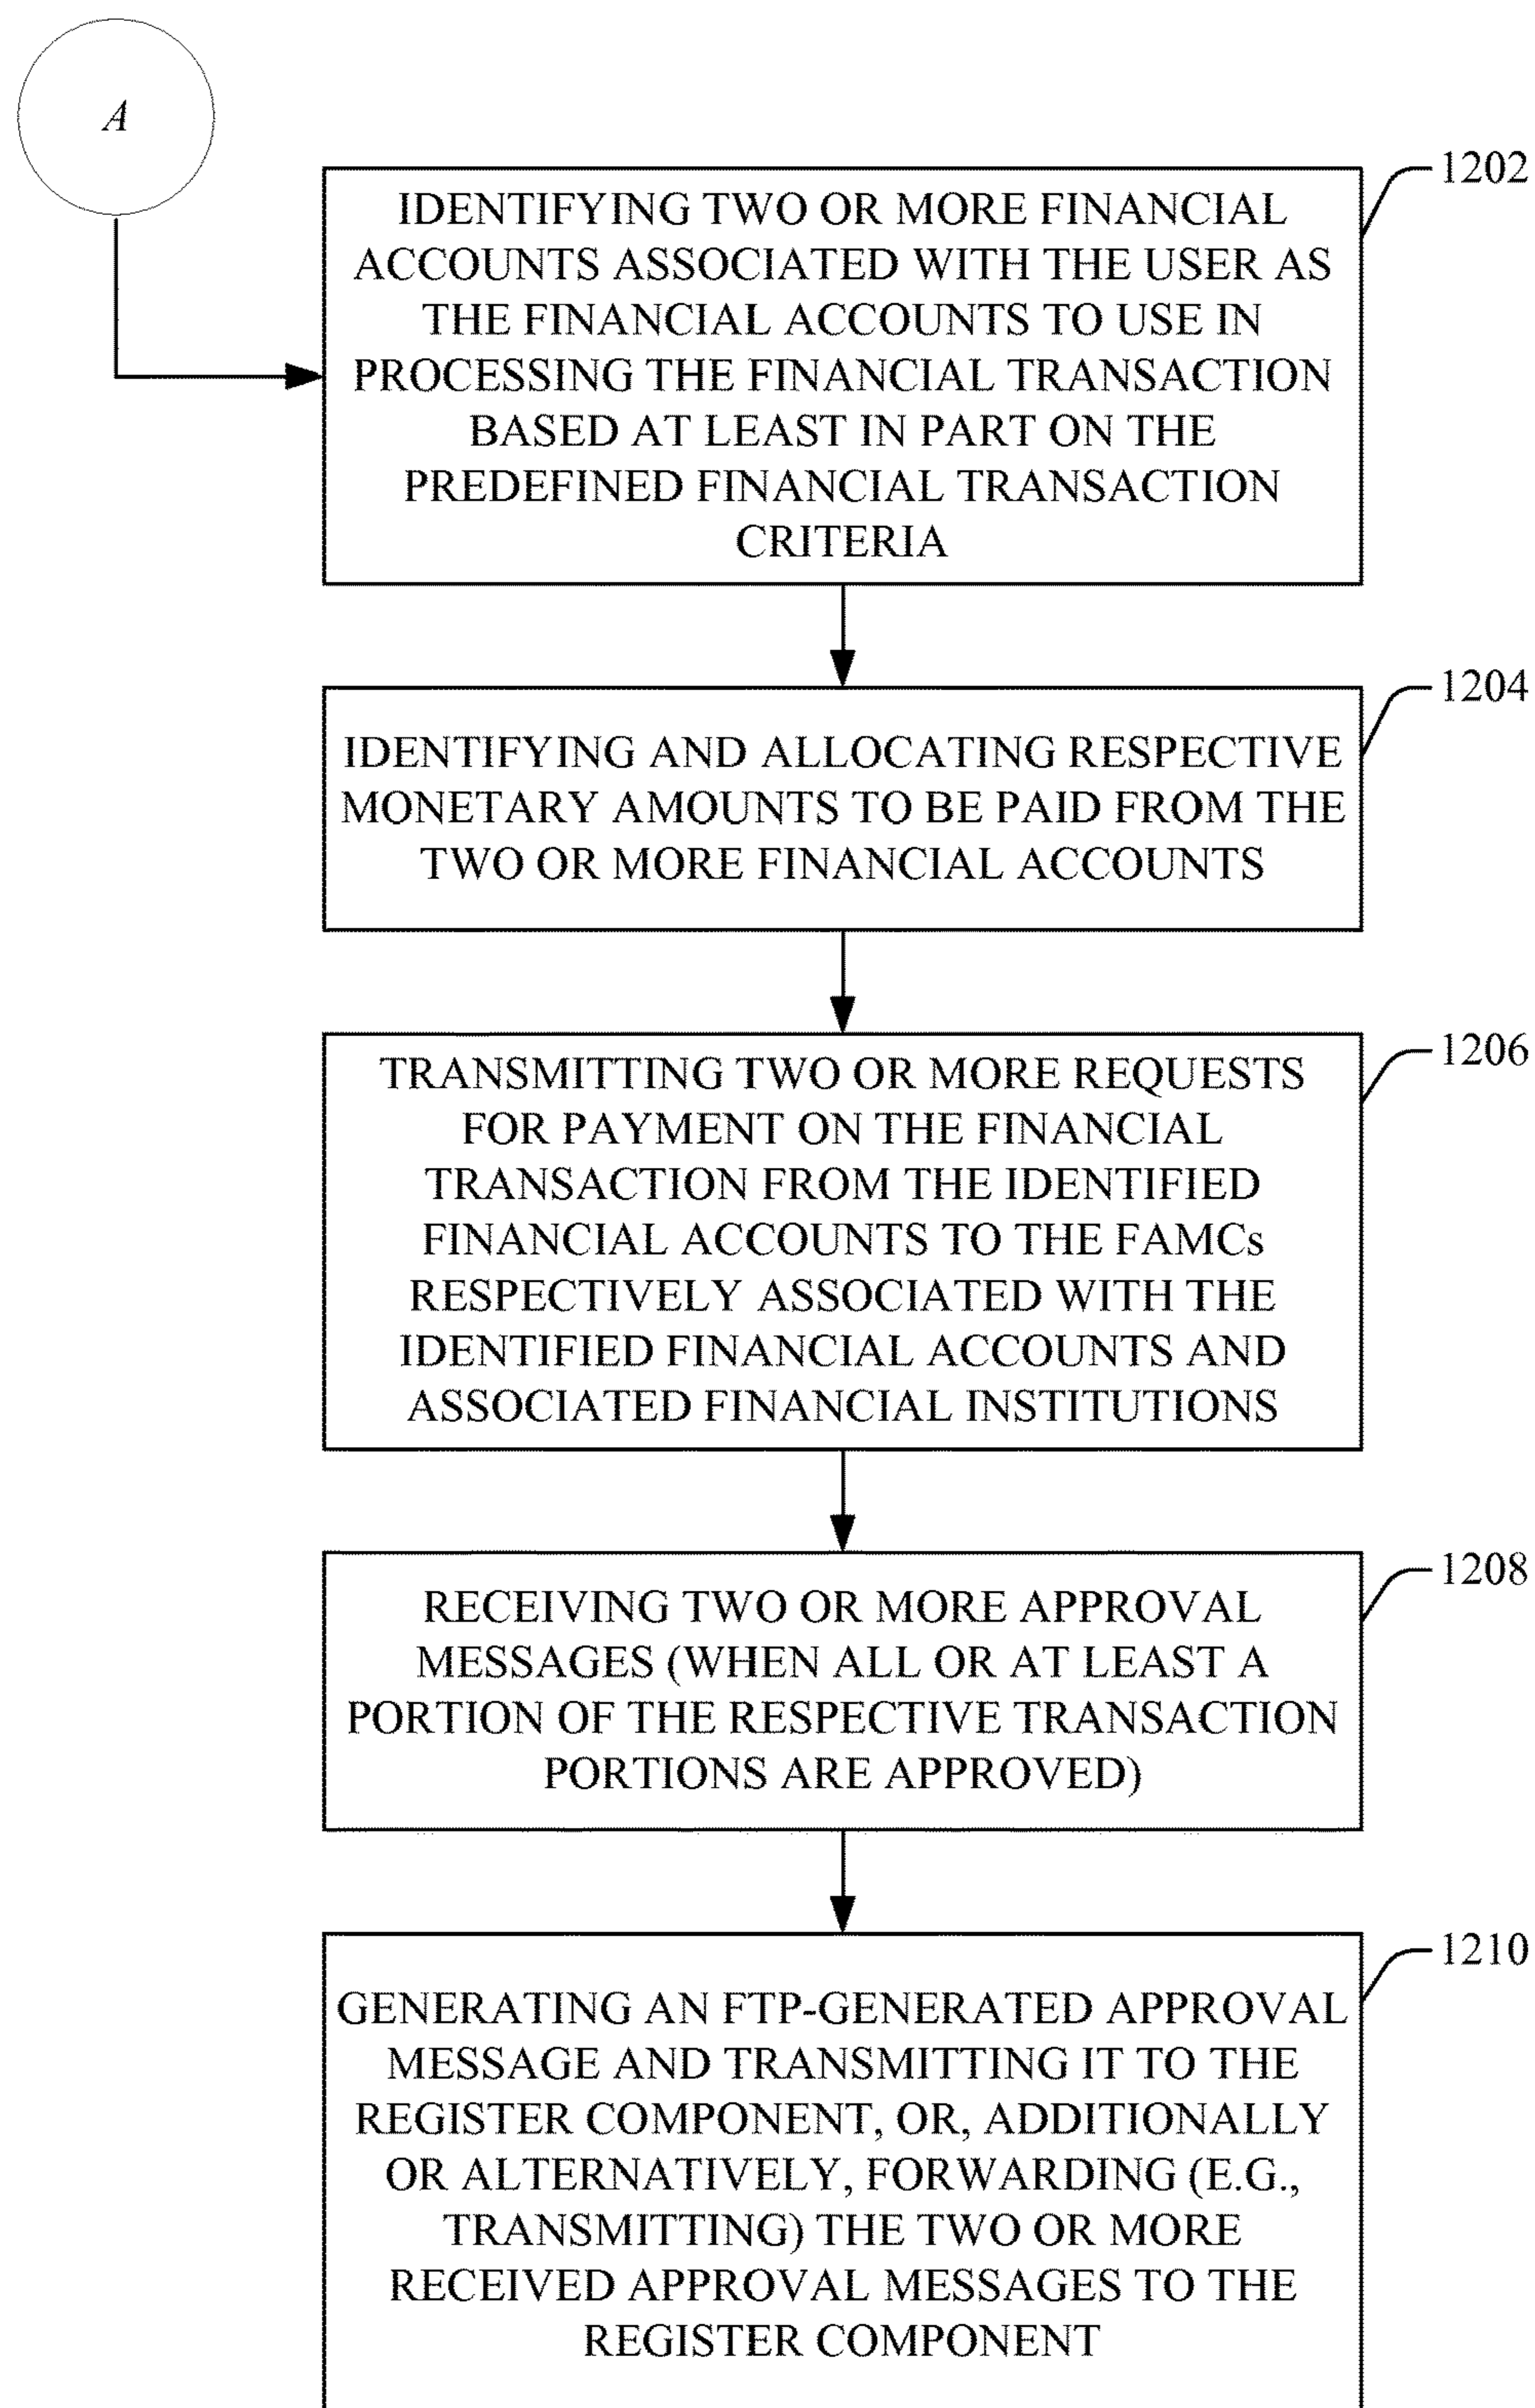 A
1202
IDENTIFYING TWO OR MORE FINANCIAL
ACCOUNTS ASSOCIATED WITH THE USER AS
THE FINANCIAL ACCOUNTS TO USE IN
PROCESSING THE FINANCIAL TRANSACTION
BASED AT LEAST IN PART ON THE
PREDEFINED FINANCIAL TRANSACTION
CRITERIA
1204
IDENTIFYING AND ALLOCATING RESPECTIVE
MONETARY AMOUNTS TO BE PAID FROM THE
TWO OR MORE FINANCIAL ACCOUNTS
1206
TRANSMITTING TWO OR MORE REQUESTS
FOR PAYMENT ON THE FINANCIAL
TRANSACTION FROM THE IDENTIFIED
FINANCIAL ACCOUNTS TO THE FAMCs
RESPECTIVELY ASSOCIATED WITH THE
IDENTIFIED FINANCIAL ACCOUNTS AND
ASSOCIATED FINANCIAL INSTITUTIONS
1208
RECEIVING TWO OR MORE APPROVAL
MESSAGES (WHEN ALL OR AT LEAST A
PORTION OF THE RESPECTIVE TRANSACTION
PORTIONS ARE APPROVED)
1210
GENERATING AN FTP-GENERATED APPROVAL
MESSAGE AND TRANSMITTING IT TO THE
REGISTER COMPONENT, OR, ADDITIONALLY
OR ALTERNATIVELY, FORWARDING (E.G.,
TRANSMITTING) THE TWO OR MORE
RECEIVED APPROVAL MESSAGES TO THE
REGISTER COMPONENT